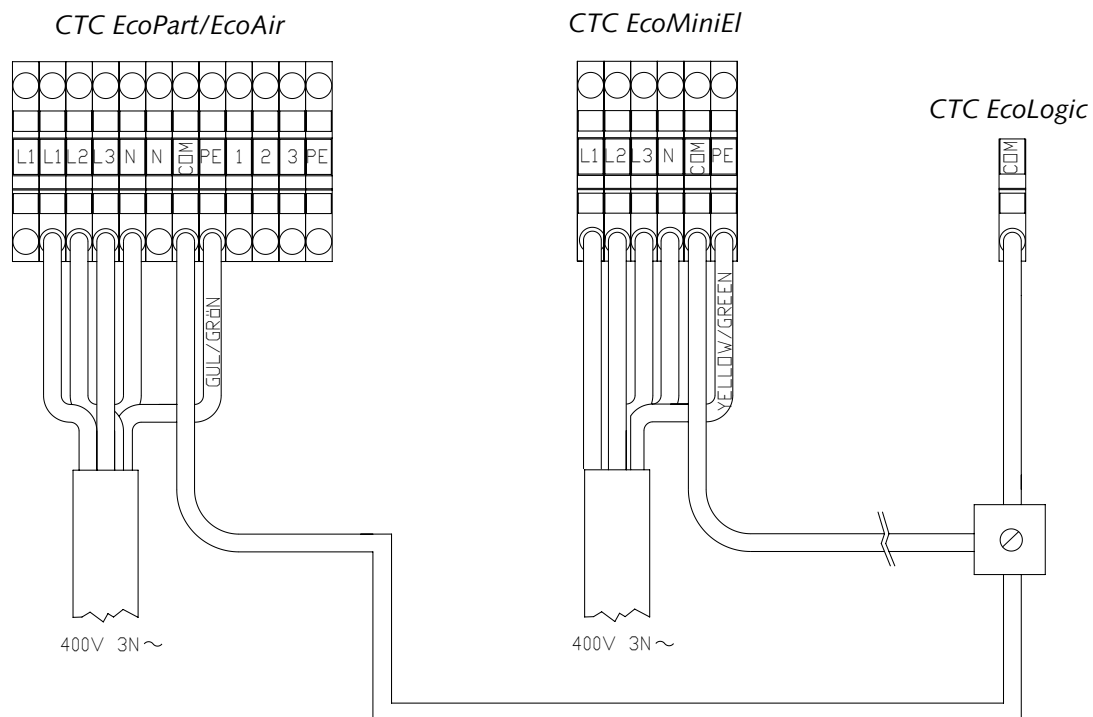 CTC EcoPart/EcoAir
CTC EcoMiniEl
CTC EcoLogic
L1 L1 L2 L3 N N COM PE 1 2 3 PE
L1 L2 L3 N COM PE
COM
GUL/GRÖN
YELLOW/GREEN
400V 3N~
400V 3N~